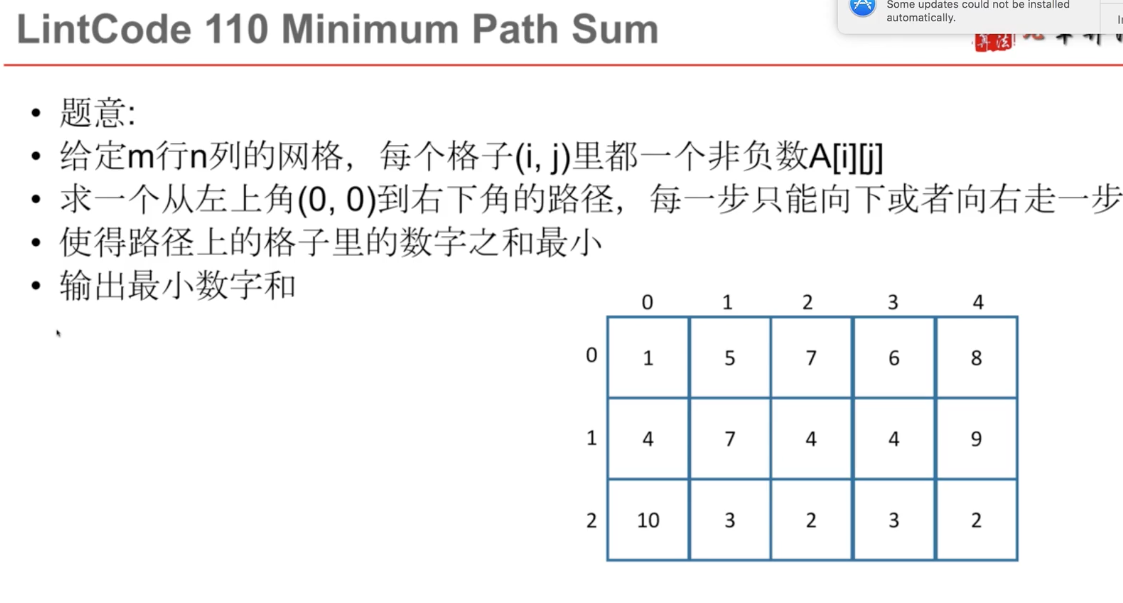 LintCode 110 Minimum Path Sum
Some updates could not be installed
automatically.
算法
• 题意:
• 给定m行n列的网格，每个格子(i, j)里都一个非负数A[i][j]
• 求一个从左上角(0, 0)到右下角的路径，每一步只能向下或者向右走一步
• 使得路径上的格子里的数字之和最小
• 输出最小数字和
0 1 2 3 4
0 1 5 7 6 8
1 4 7 4 4 9
2 10 3 2 3 2